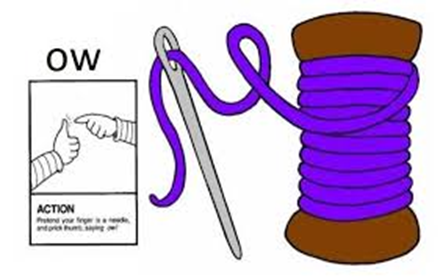 ow
ACTION
Pretend your finger is a needle,
and prick thumb, saying ow!